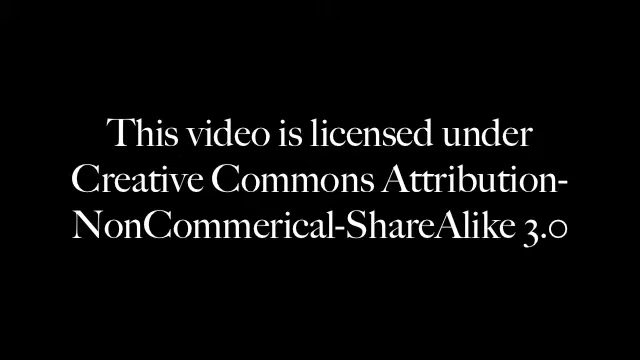 This video is licensed under
Creative Commons Attribution-
NonCommerical-ShareAlike 3.0